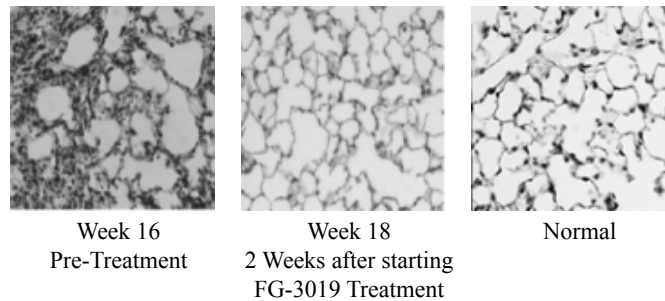 Week 16
Pre-Treatment
Week 18
2 Weeks after starting
FG-3019 Treatment
Normal